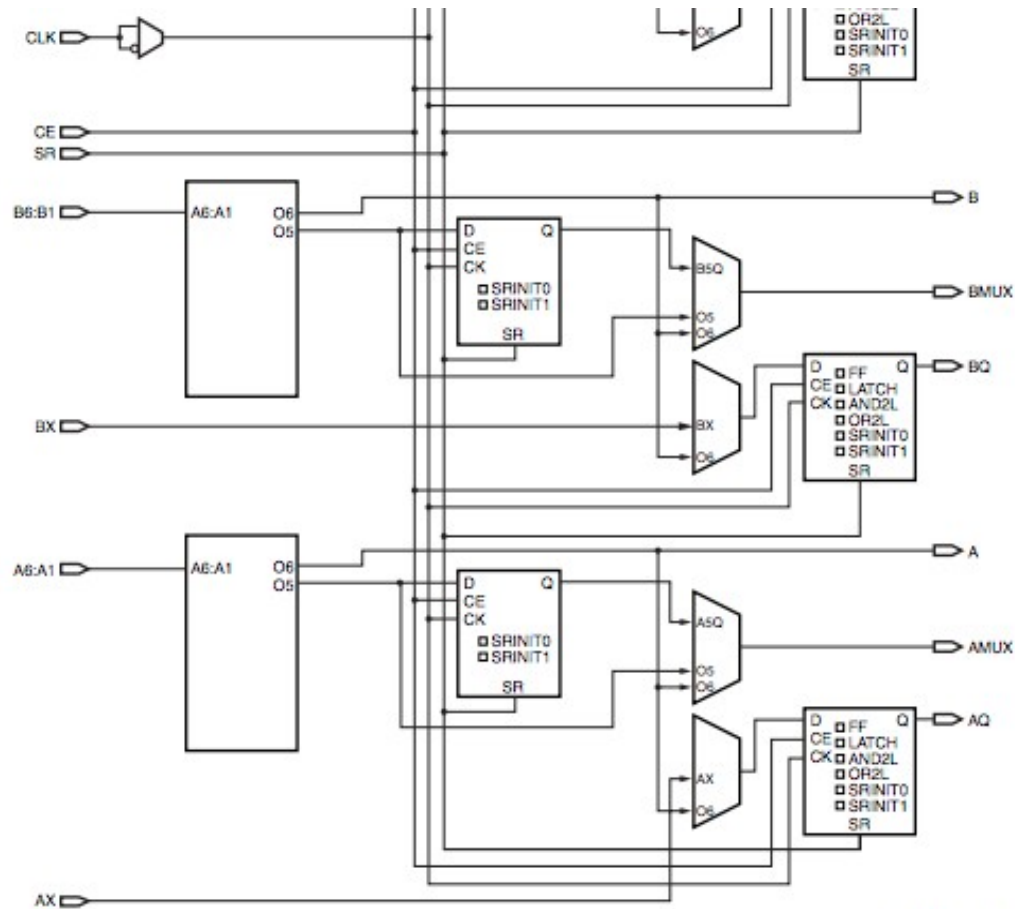 O6
OR2L
SRINIT0
SRINIT1
SR
CLK
CE
SR
B6:B1
A6:A1
O6
O5
D
Q
CE
CK
SRINIT0
SRINIT1
SR
B
B5Q
O5
O6
BMUX
BX
BX
O6
D
FF
Q
CE
LATCH
CK
AND2L
OR2L
SRINIT0
SRINIT1
SR
BQ
A6:A1
A6:A1
O6
O5
D
Q
CE
CK
SRINIT0
SRINIT1
SR
A
A5Q
O5
O6
AMUX
AX
O6
D
FF
Q
CE
LATCH
CK
AND2L
OR2L
SRINIT0
SRINIT1
SR
AQ
AX